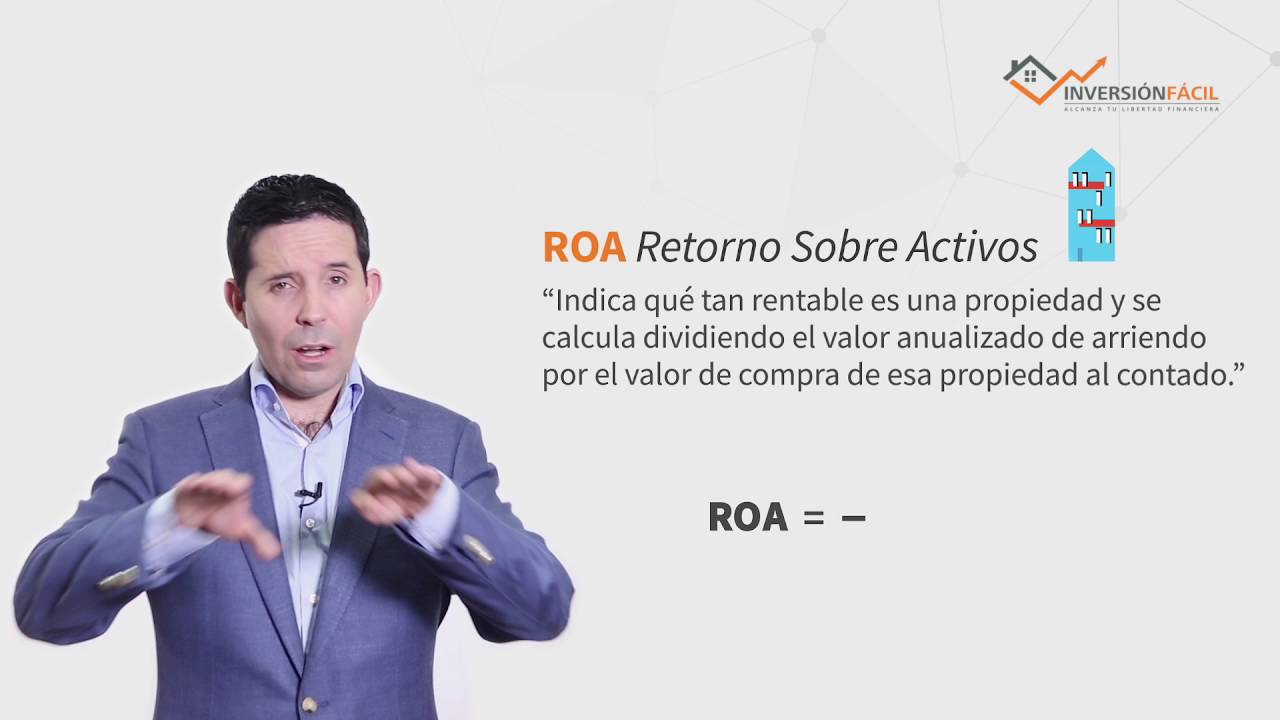 INVERSIÓNFÁCIL
ALCANZA TU LIBERTAD FINANCIERA
ROA Retorno Sobre Activos
“Indica qué tan rentable es una propiedad y se
calcula dividiendo el valor anualizado de arriendo
por el valor de compra de esa propiedad al contado.”
ROA = –